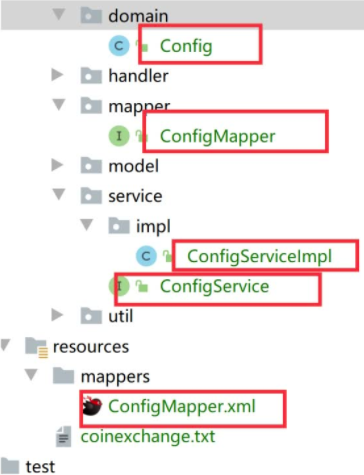 domain
C Config
handler
mapper
I ConfigMapper
model
service
impl
C ConfigServiceImpl
I ConfigService
util
resources
mappers
ConfigMapper.xml
coinexchange.txt
test